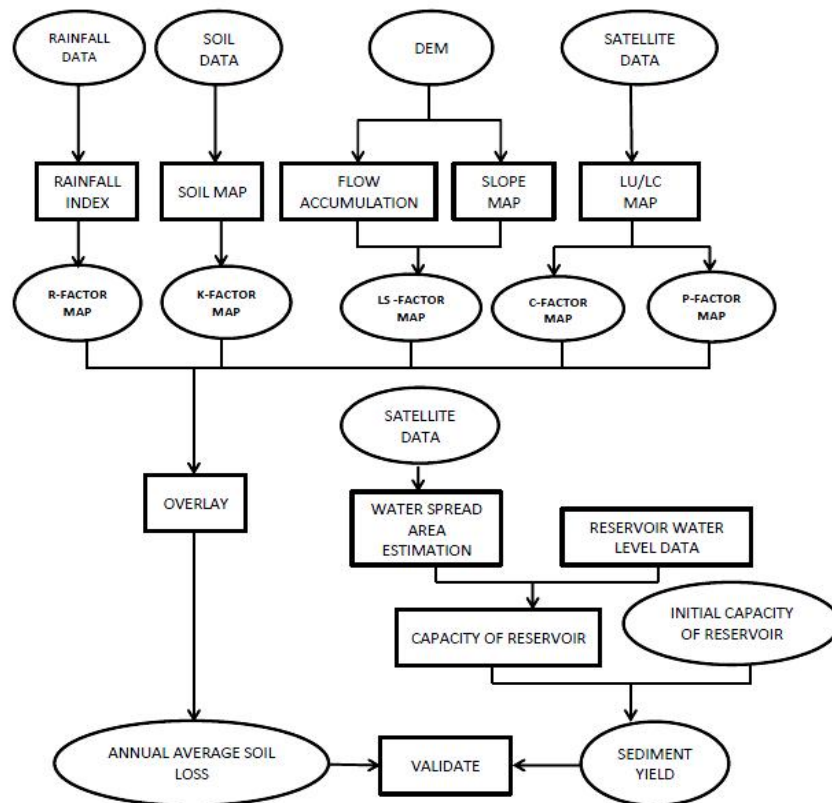 RAINFALL
DATA
SOIL
DATA
DEM
SATELLITE
DATA
RAINFALL
INDEX
SOIL MAP
FLOW
ACCUMULATION
SLOPE
MAP
LU/LC
MAP
R-FACTOR
MAP
K-FACTOR
MAP
LS -FACTOR
MAP
C-FACTOR
MAP
P-FACTOR
MAP
SATELLITE
DATA
OVERLAY
WATER SPREAD
AREA
ESTIMATION
RESERVOIR WATER
LEVEL DATA
CAPACITY OF RESERVOIR
INITIAL CAPACITY
OF RESERVOIR
ANNUAL AVERAGE SOIL
LOSS
VALIDATE
SEDIMENT
YIELD